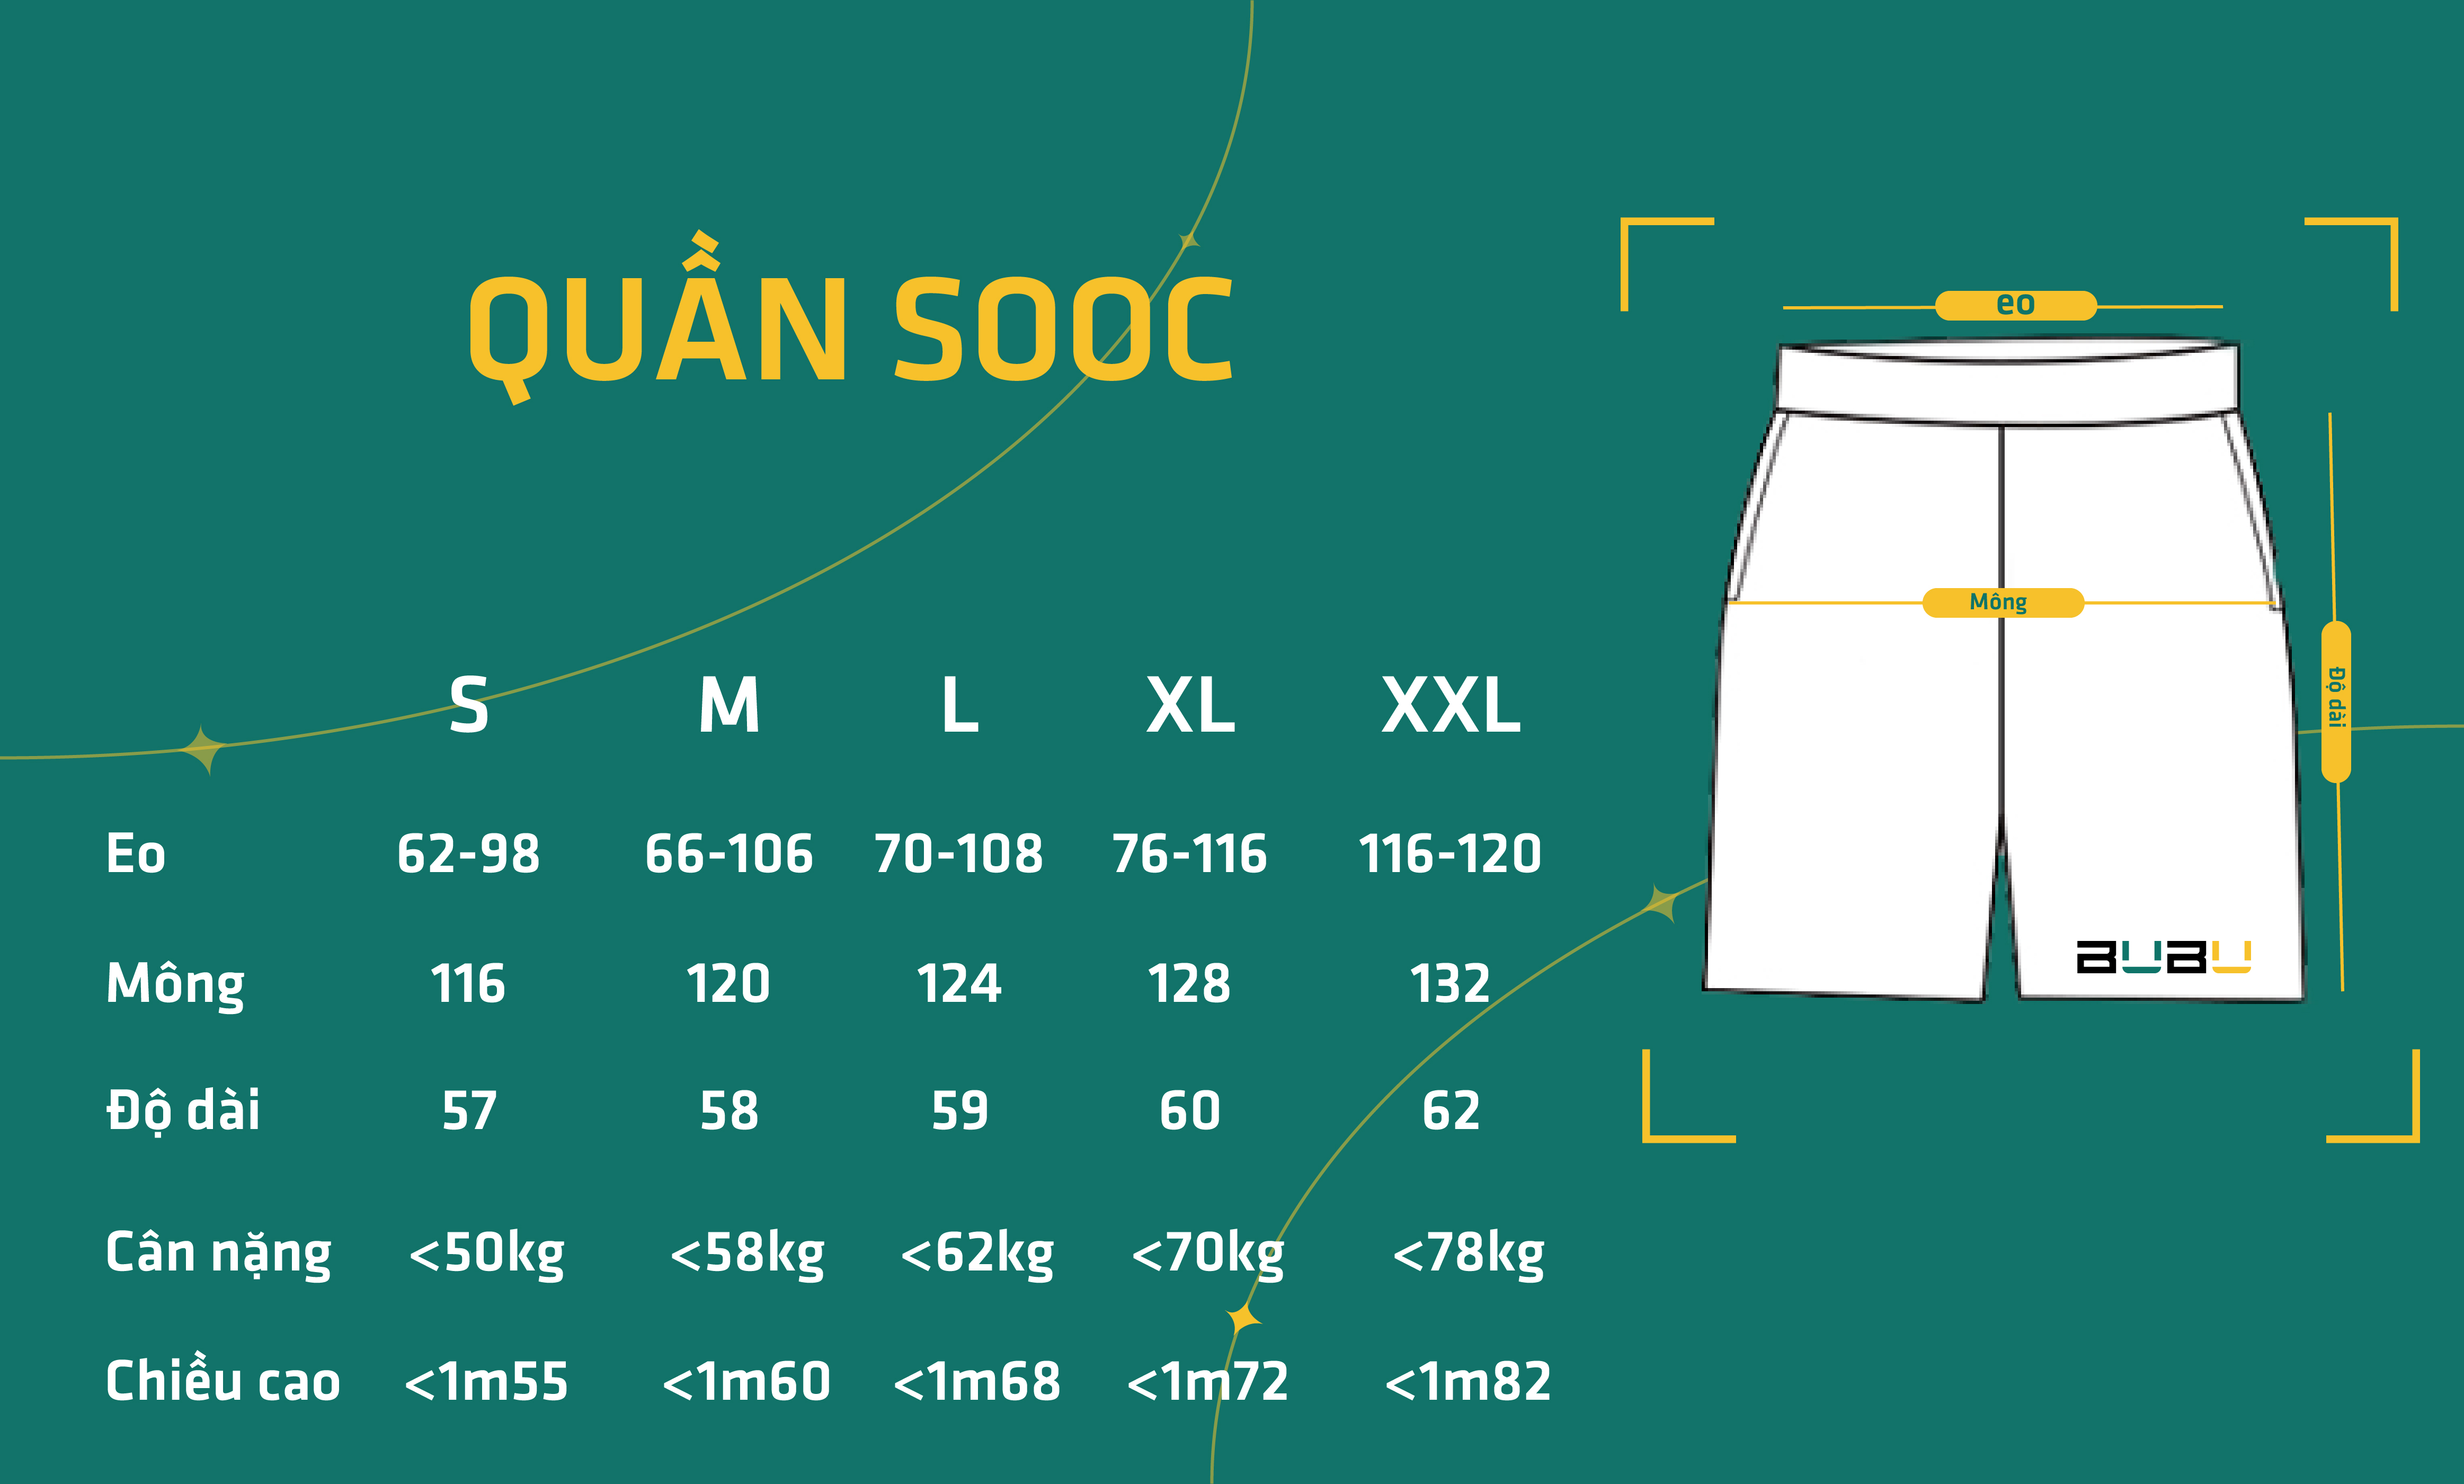 QUẦN SOOC
S M L XL XXL
Eo 62-98 66-106 70-108 76-116 116-120
Mông 116 120 124 128 132
Độ dài 57 58 59 60 62
Cân nặng <50kg <58kg <62kg <70kg <78kg
Chiều cao <1m55 <1m60 <1m68 <1m72 <1m82
eo
Mông
Độ dài
BUBU